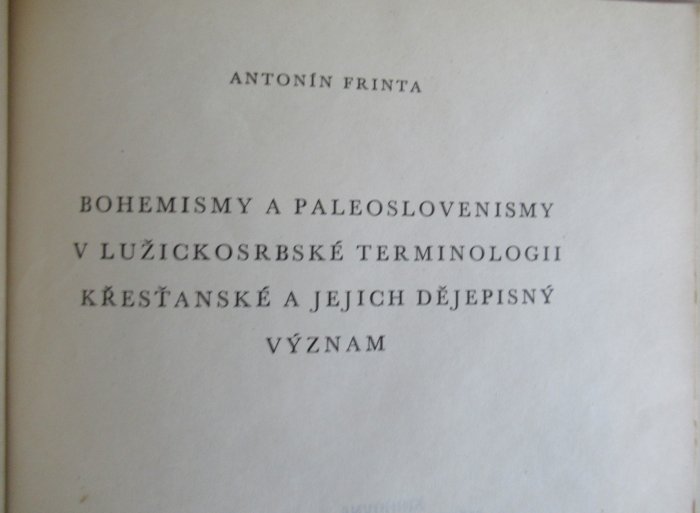 ANTONÍN FRINTA
BOHEMISMY A PALEOSLOVENISMY
V LUŽICKOSRBSKÉ TERMINOLOGII
KŘESŤANSKÉ A JEJICH DĚJEPISNÝ
VÝZNAM